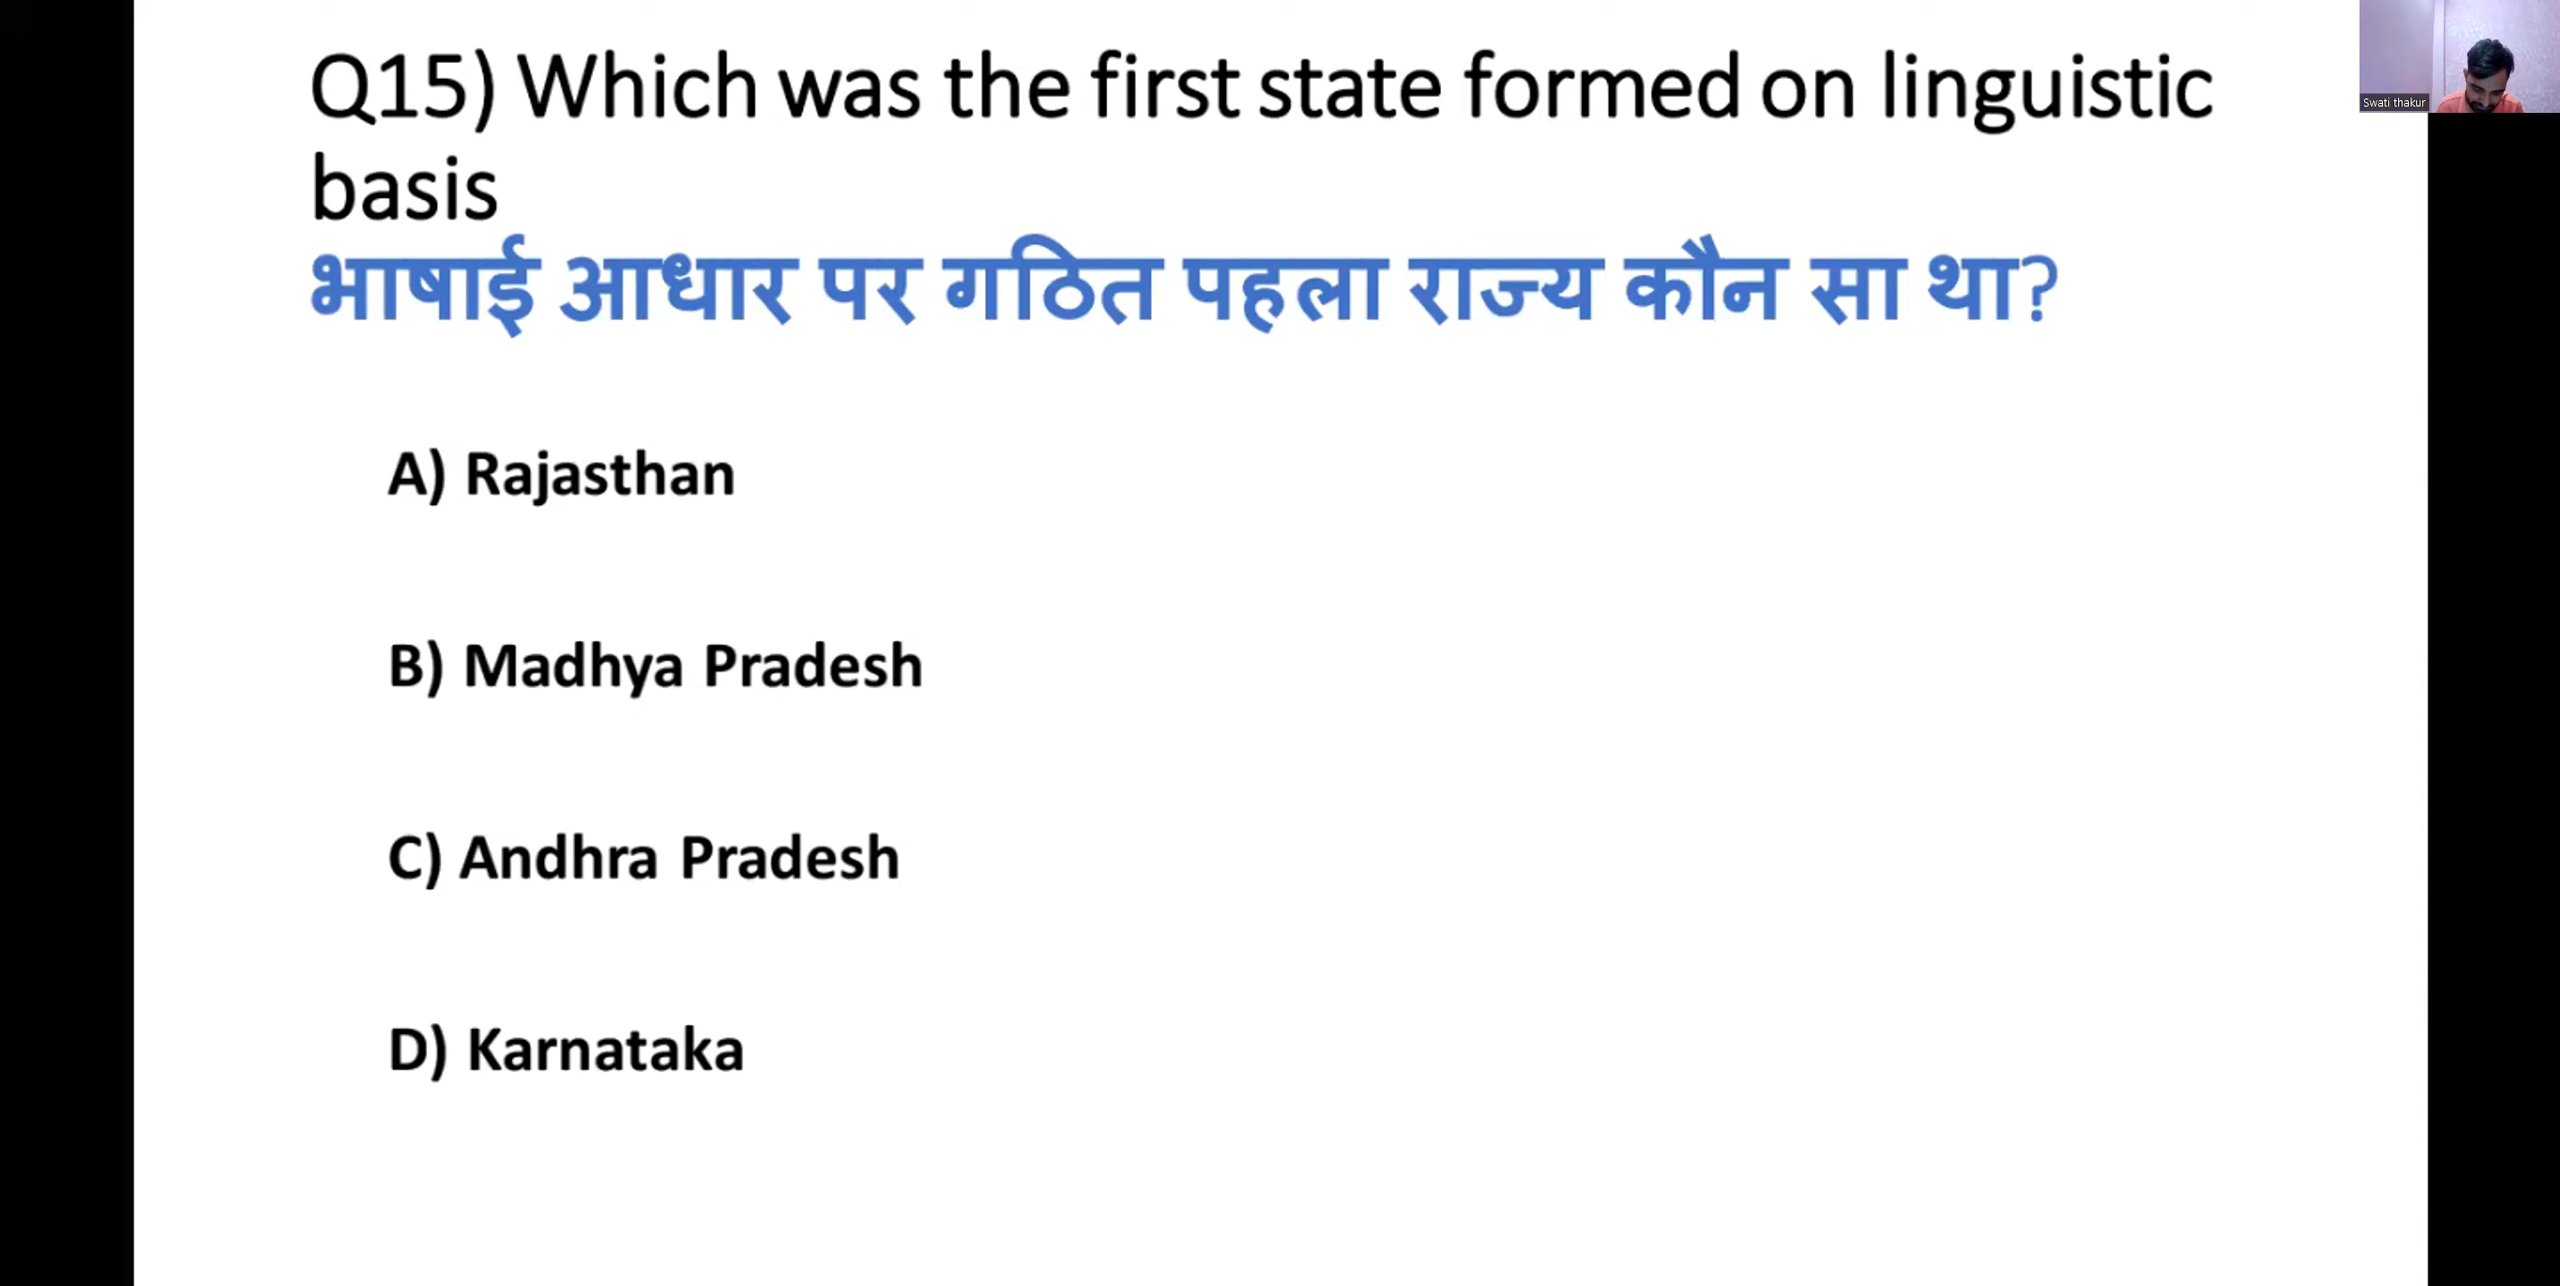 Q15) Which was the first state formed on linguistic
basis
भाषाई आधार पर गठित पहला राज्य कौन सा था?
A) Rajasthan
B) Madhya Pradesh
C) Andhra Pradesh
D) Karnataka
Swati thakur